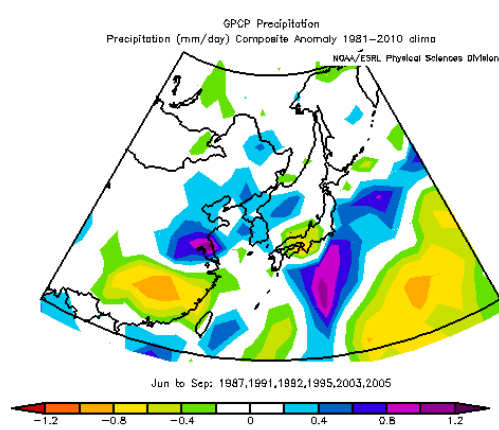 GPCP Precipitation
Precipitation (mm/day) Composite Anomaly 1981-2010 climo
NOAA/ESRL Physical Sciences Division
Jun to Sep: 1987,1991,1992,1995,2003,2005
-1.2 -0.8 -0.4 0 0.4 0.8 1.2